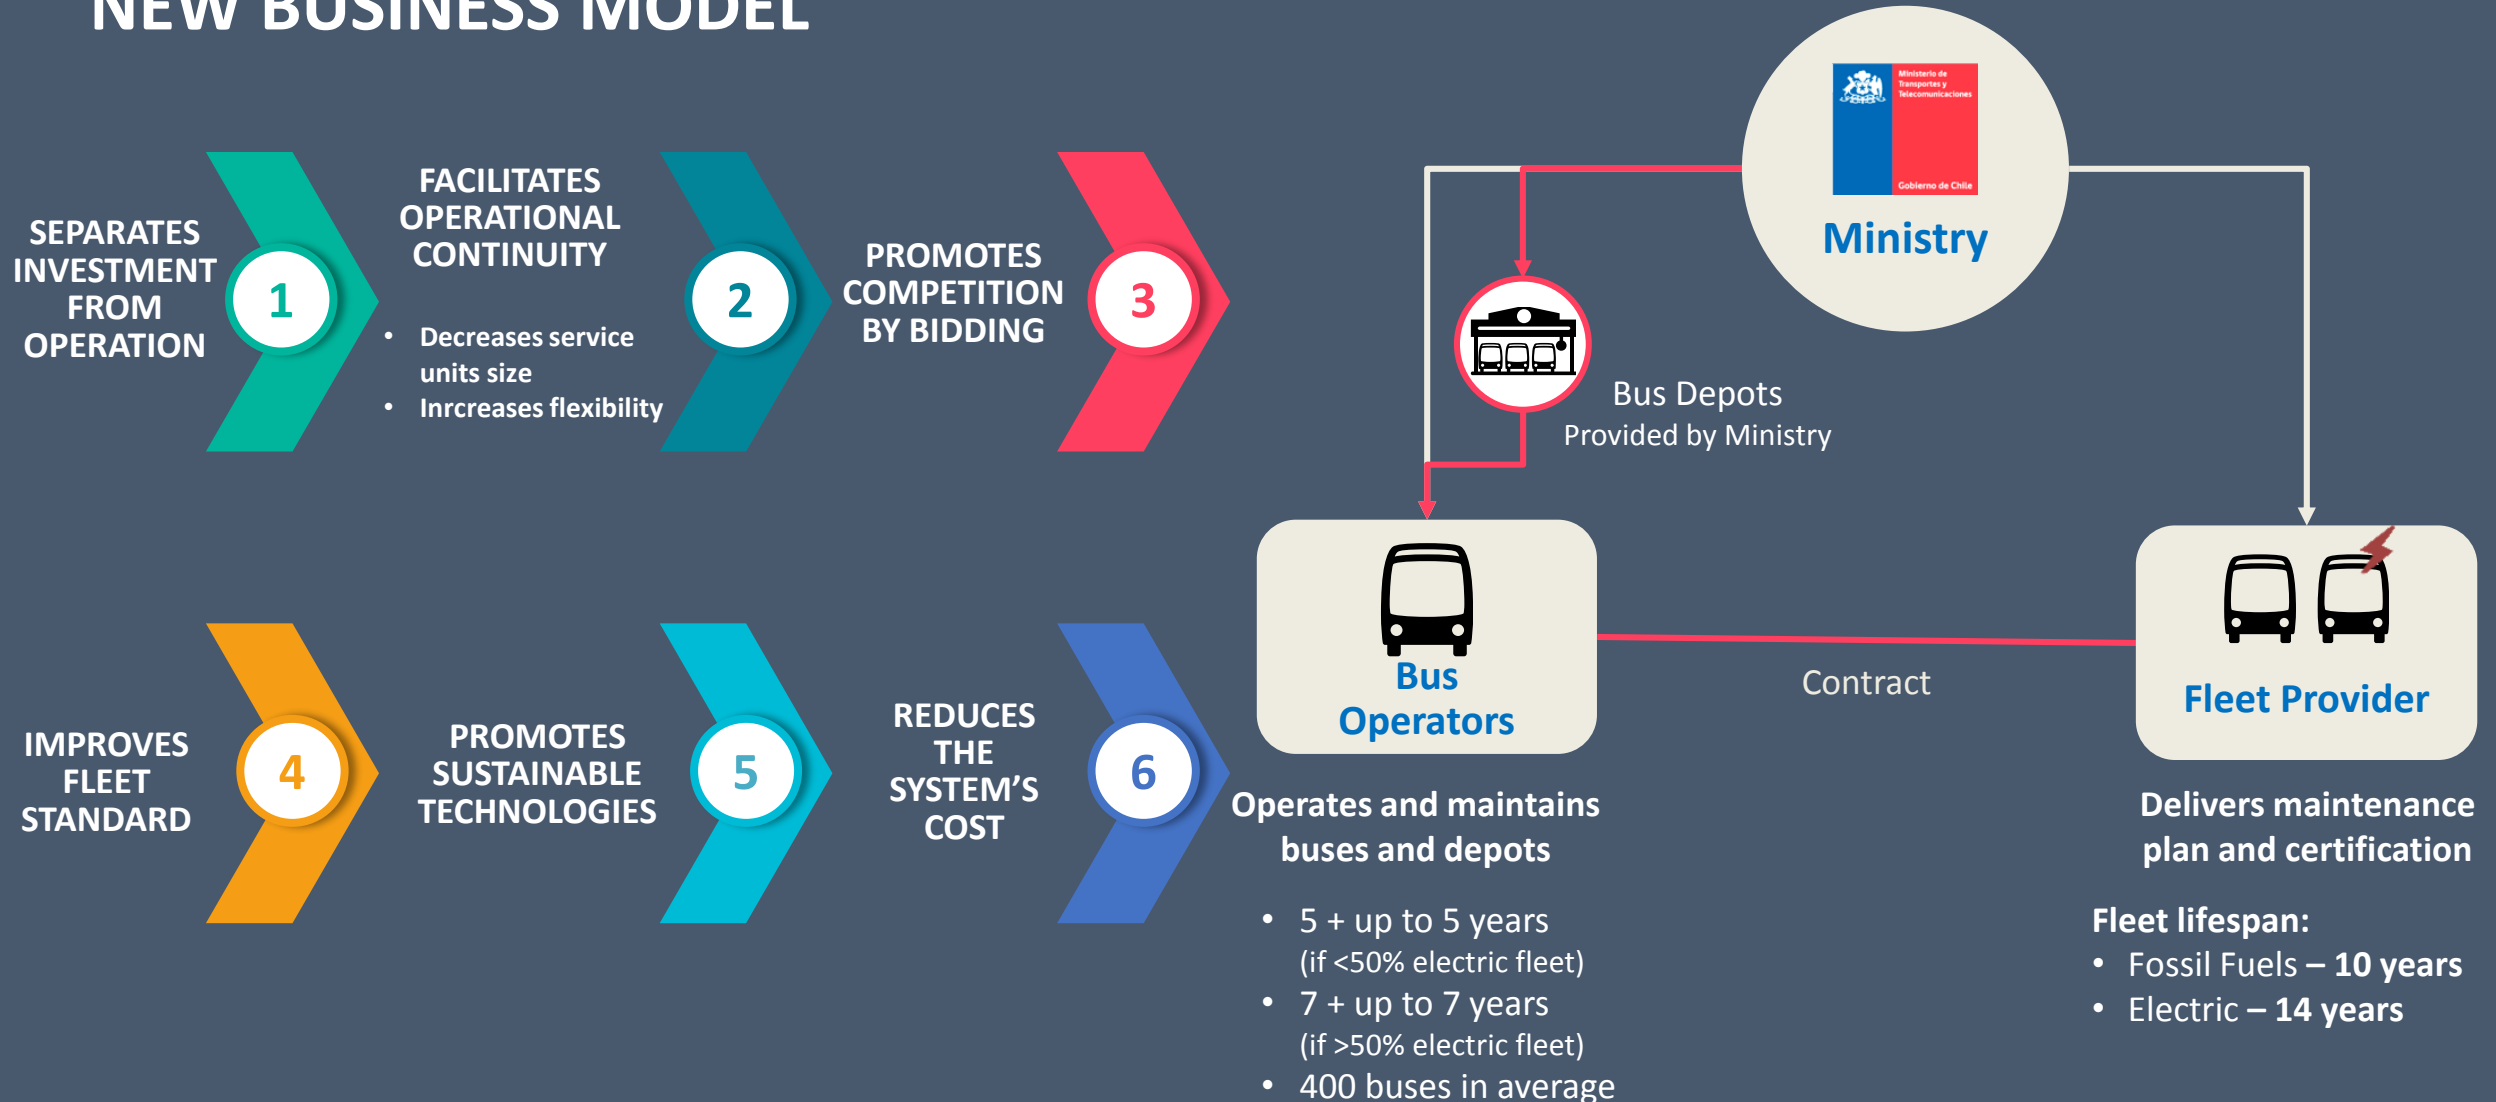 NEW BUSINESS MODEL
SEPARATES
INVESTMENT
FROM
OPERATION
1
FACILITATES
OPERATIONAL
CONTINUITY
• Decreases service
units size
• Inrcreases flexibility
2
PROMOTES
COMPETITION
BY BIDDING
3
IMPROVES
FLEET
STANDARD
4
PROMOTES
SUSTAINABLE
TECHNOLOGIES
5
REDUCES
THE
SYSTEM’S
COST
6
Ministerio de
Transportes y
Telecomunicaciones
Gobierno de Chile
Ministry
Bus Depots
Provided by Ministry
Bus
Operators
Contract
Fleet Provider
Operates and maintains
buses and depots
• 5 + up to 5 years
(if <50% electric fleet)
• 7 + up to 7 years
(if >50% electric fleet)
• 400 buses in average
Delivers maintenance
plan and certification
Fleet lifespan:
• Fossil Fuels – 10 years
• Electric – 14 years